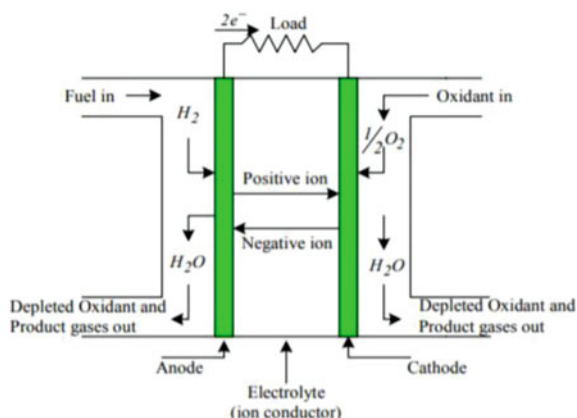 2e⁻
Load
Fuel in
Oxidant in
H₂
1/2O₂
Positive ion
Negative ion
H₂O
H₂O
Depleted Oxidant and
Product gases out
Depleted Oxidant and
Product gases out
Anode
Cathode
Electrolyte
(ion conductor)